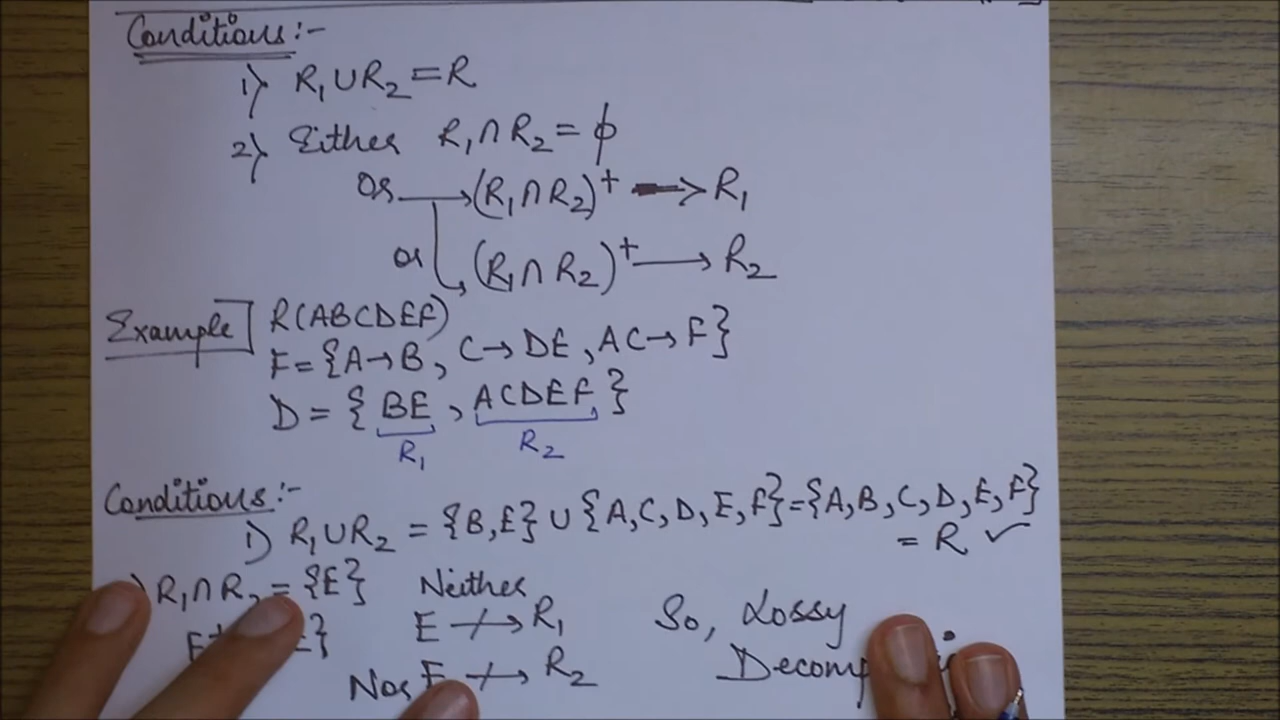 Conditions:-
1) R₁∪R₂ = R
2) Either R₁∩R₂ = ϕ
Or → (R₁∩R₂)⁺ → R₁
or ↳ (R₁∩R₂)⁺ → R₂
Example R(ABCDEF)
F = {A→B, C→DE, AC→F}
D = { BE , ACDEF }
R₁ R₂
Conditions:-
1) R₁∪R₂ = {B,E} ∪ {A,C,D,E,F} = {A,B,C,D,E,F}
= R ✓
) R₁∩R₂ = {E} Neither
E ↛ R₁ So, Lossy
Nor E ↛ R₂